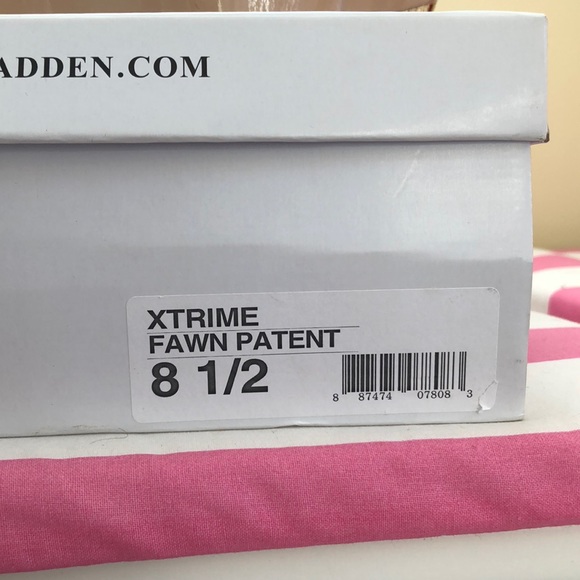 ADDEN.COM
XTRIME
FAWN PATENT
8 1/2
8 87474 07808 3